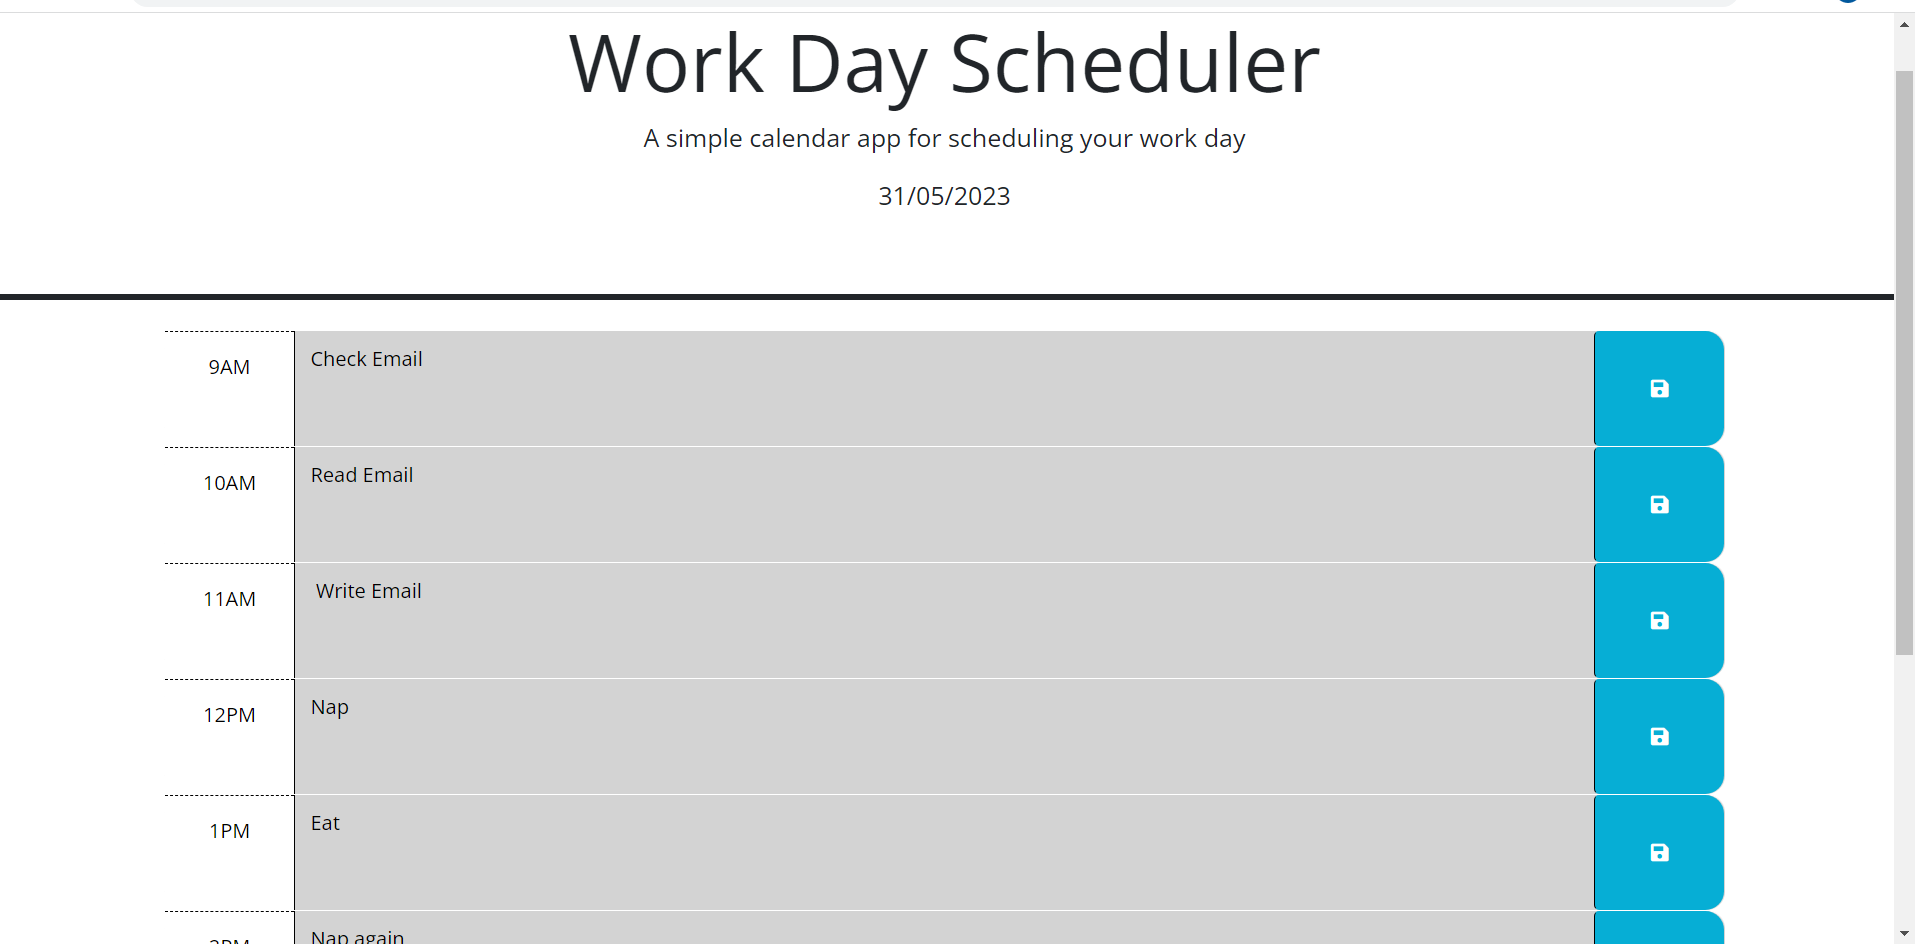 Work Day Scheduler
A simple calendar app for scheduling your work day
31/05/2023
9AM
Check Email
10AM
Read Email
11AM
Write Email
12PM
Nap
1PM
Eat
2PM
Nap again